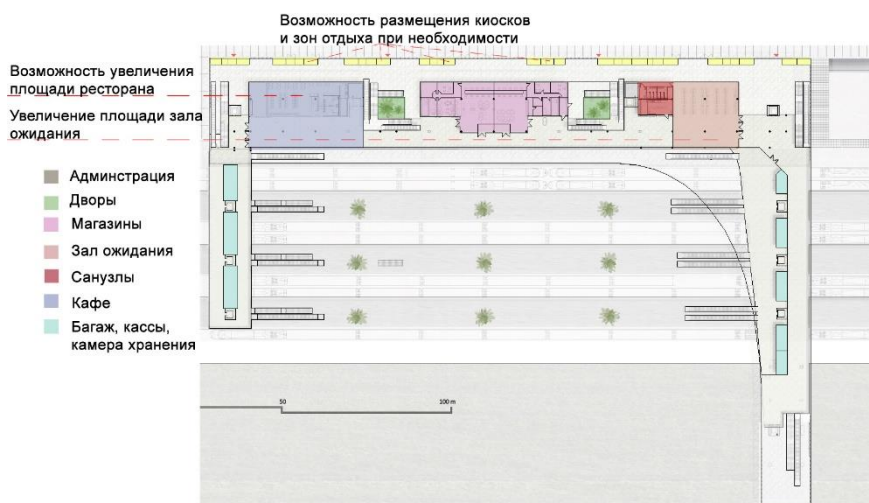 Возможность размещения киосков
и зон отдыха при необходимости
Возможность увеличения
площади ресторана
Увеличение площади зала
ожидания
Админстрация
Дворы
Магазины
Зал ожидания
Санузлы
Кафе
Багаж, кассы,
камера хранения
50
100 m